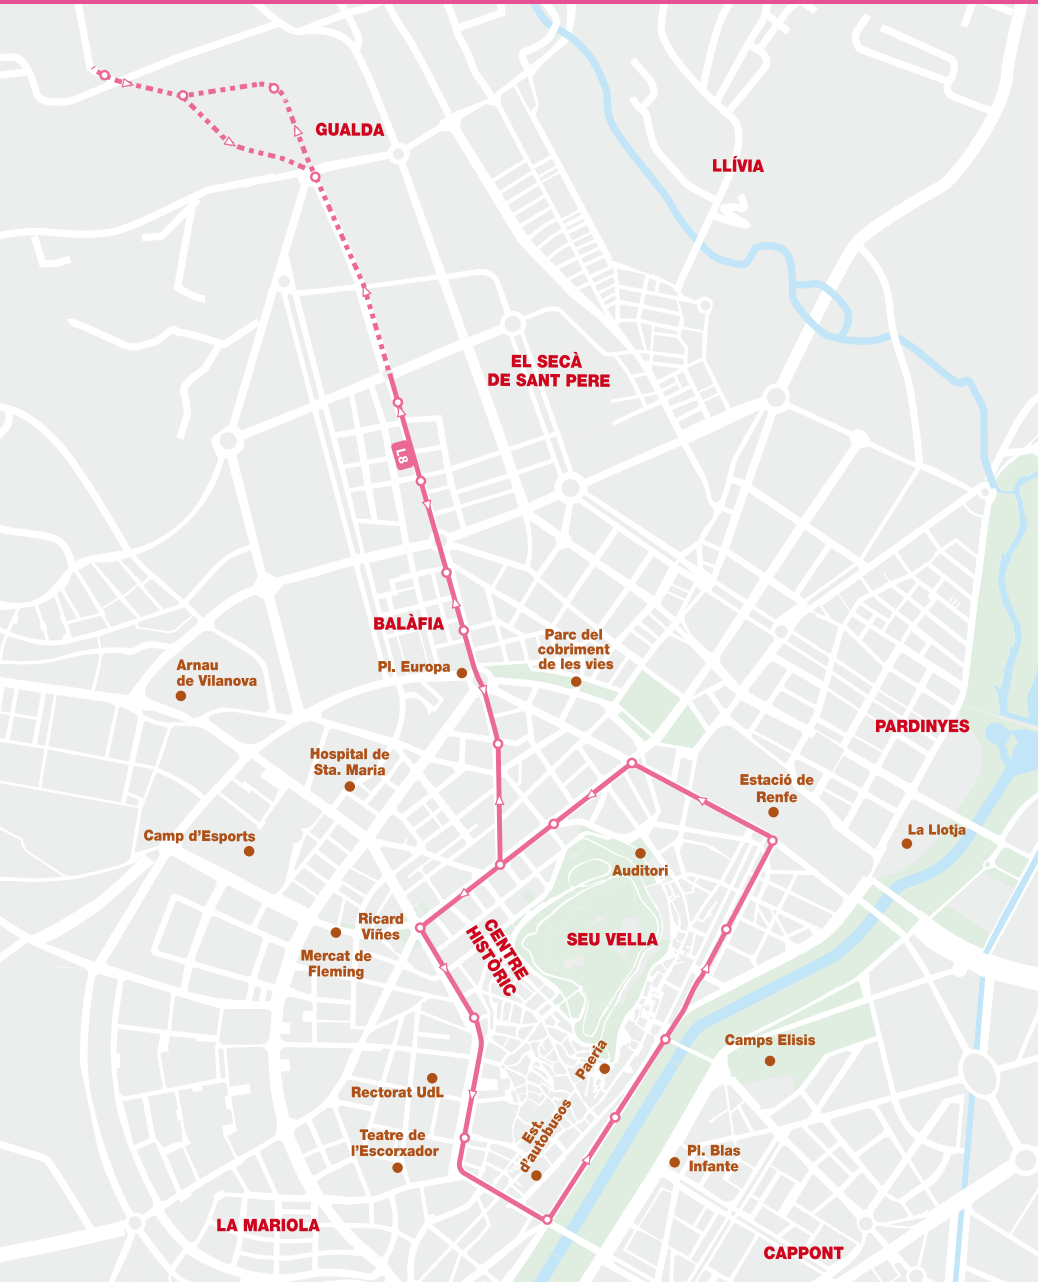 GUALDA
LLÍVIA
EL SECÀ
DE SANT PERE
L8
BALÀFIA
Parc del
cobriment
de les vies
Pl. Europa
Arnau
de Vilanova
PARDINYES
Hospital de
Sta. Maria
Estació de
Renfe
Camp d'Esports
La Llotja
Auditori
Ricard
Viñes
CENTRE
HISTÒRIC
SEU VELLA
Mercat de
Fleming
Camps Elisis
Paeria
Rectorat UdL
Est.
d'autobusos
Teatre de
l'Escorxador
Pl. Blas
Infante
LA MARIOLA
CAPPONT